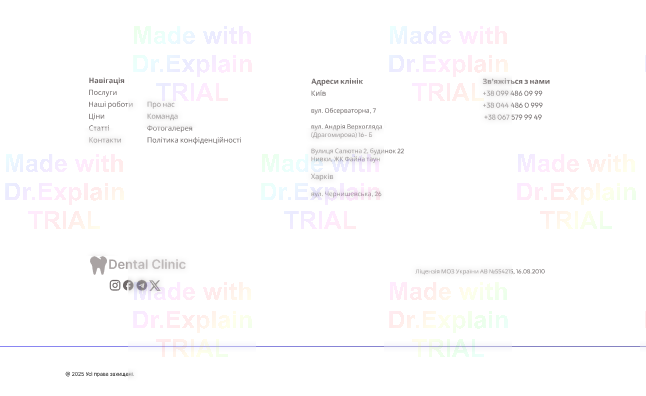 Made with Made with
Dr.Explain Dr.Explain
TRIAL TRIAL
Навігація
Послуги
Наші роботи Про нас
Ціни Команда
Статті Фотогалерея
Контакти Політика конфіденційності
Адреси клінік
Київ
вул. Обсерваторна, 7
вул. Андрія Верхогляда
(Драгомирова)
Вулиця Салютна 2, будинок 22
Нивки, ЖК Файна Таун
Харків
вул. Чернишевська, 26
Зв'яжіться з нами
+38 099 486 09 99
+38 044 486 0 999
+38 067 579 99 49
Made with Made with Made with
Dr.Explain Dr.Explain Dr.Explain
TRIAL TRIAL TRIAL
Dental Clinic
Ліцензія МОЗ України АВ №554215, 16.08.2010
Made with Made with
Dr.Explain Dr.Explain
TRIAL TRIAL
@ 2025 Усі права захищені.